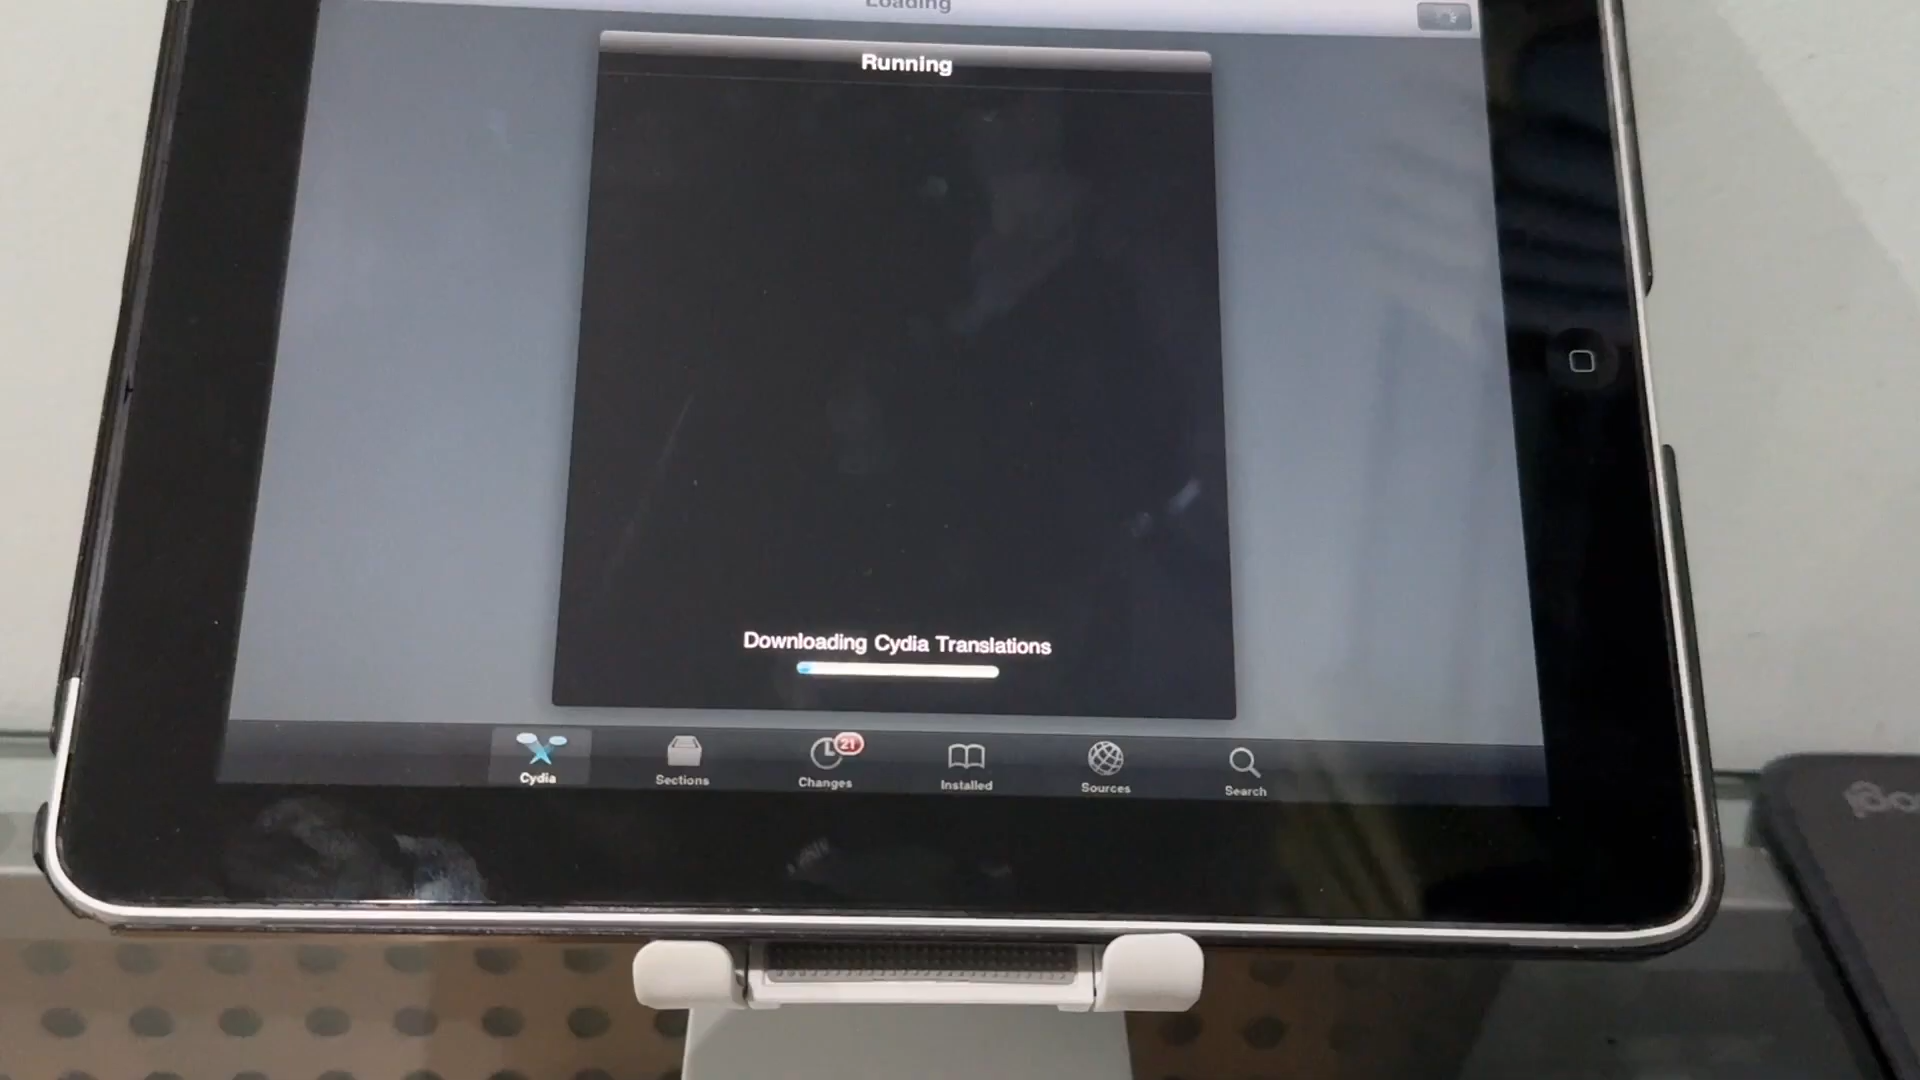 Loading
Running
Downloading Cydia Translations
21
Cydia
Sections
Changes
Installed
Sources
Search